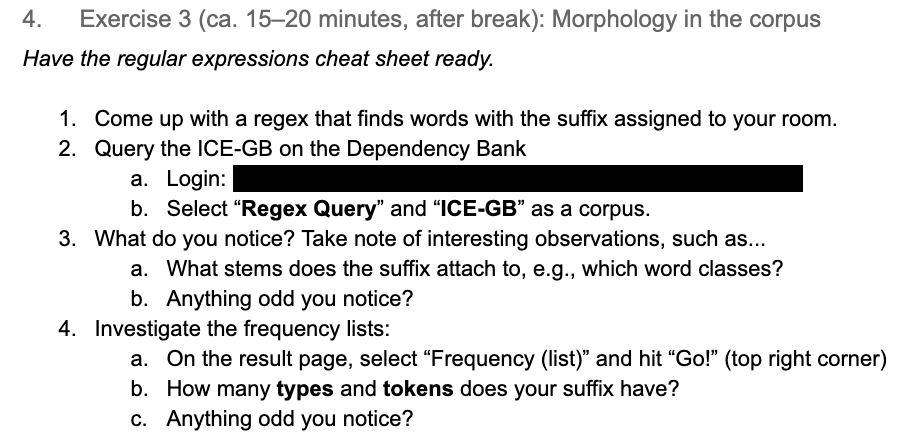 4. Exercise 3 (ca. 15–20 minutes, after break): Morphology in the corpus
Have the regular expressions cheat sheet ready.
1. Come up with a regex that finds words with the suffix assigned to your room.
2. Query the ICE-GB on the Dependency Bank
a. Login:
b. Select “Regex Query” and “ICE-GB” as a corpus.
3. What do you notice? Take note of interesting observations, such as...
a. What stems does the suffix attach to, e.g., which word classes?
b. Anything odd you notice?
4. Investigate the frequency lists:
a. On the result page, select “Frequency (list)” and hit “Go!” (top right corner)
b. How many types and tokens does your suffix have?
c. Anything odd you notice?